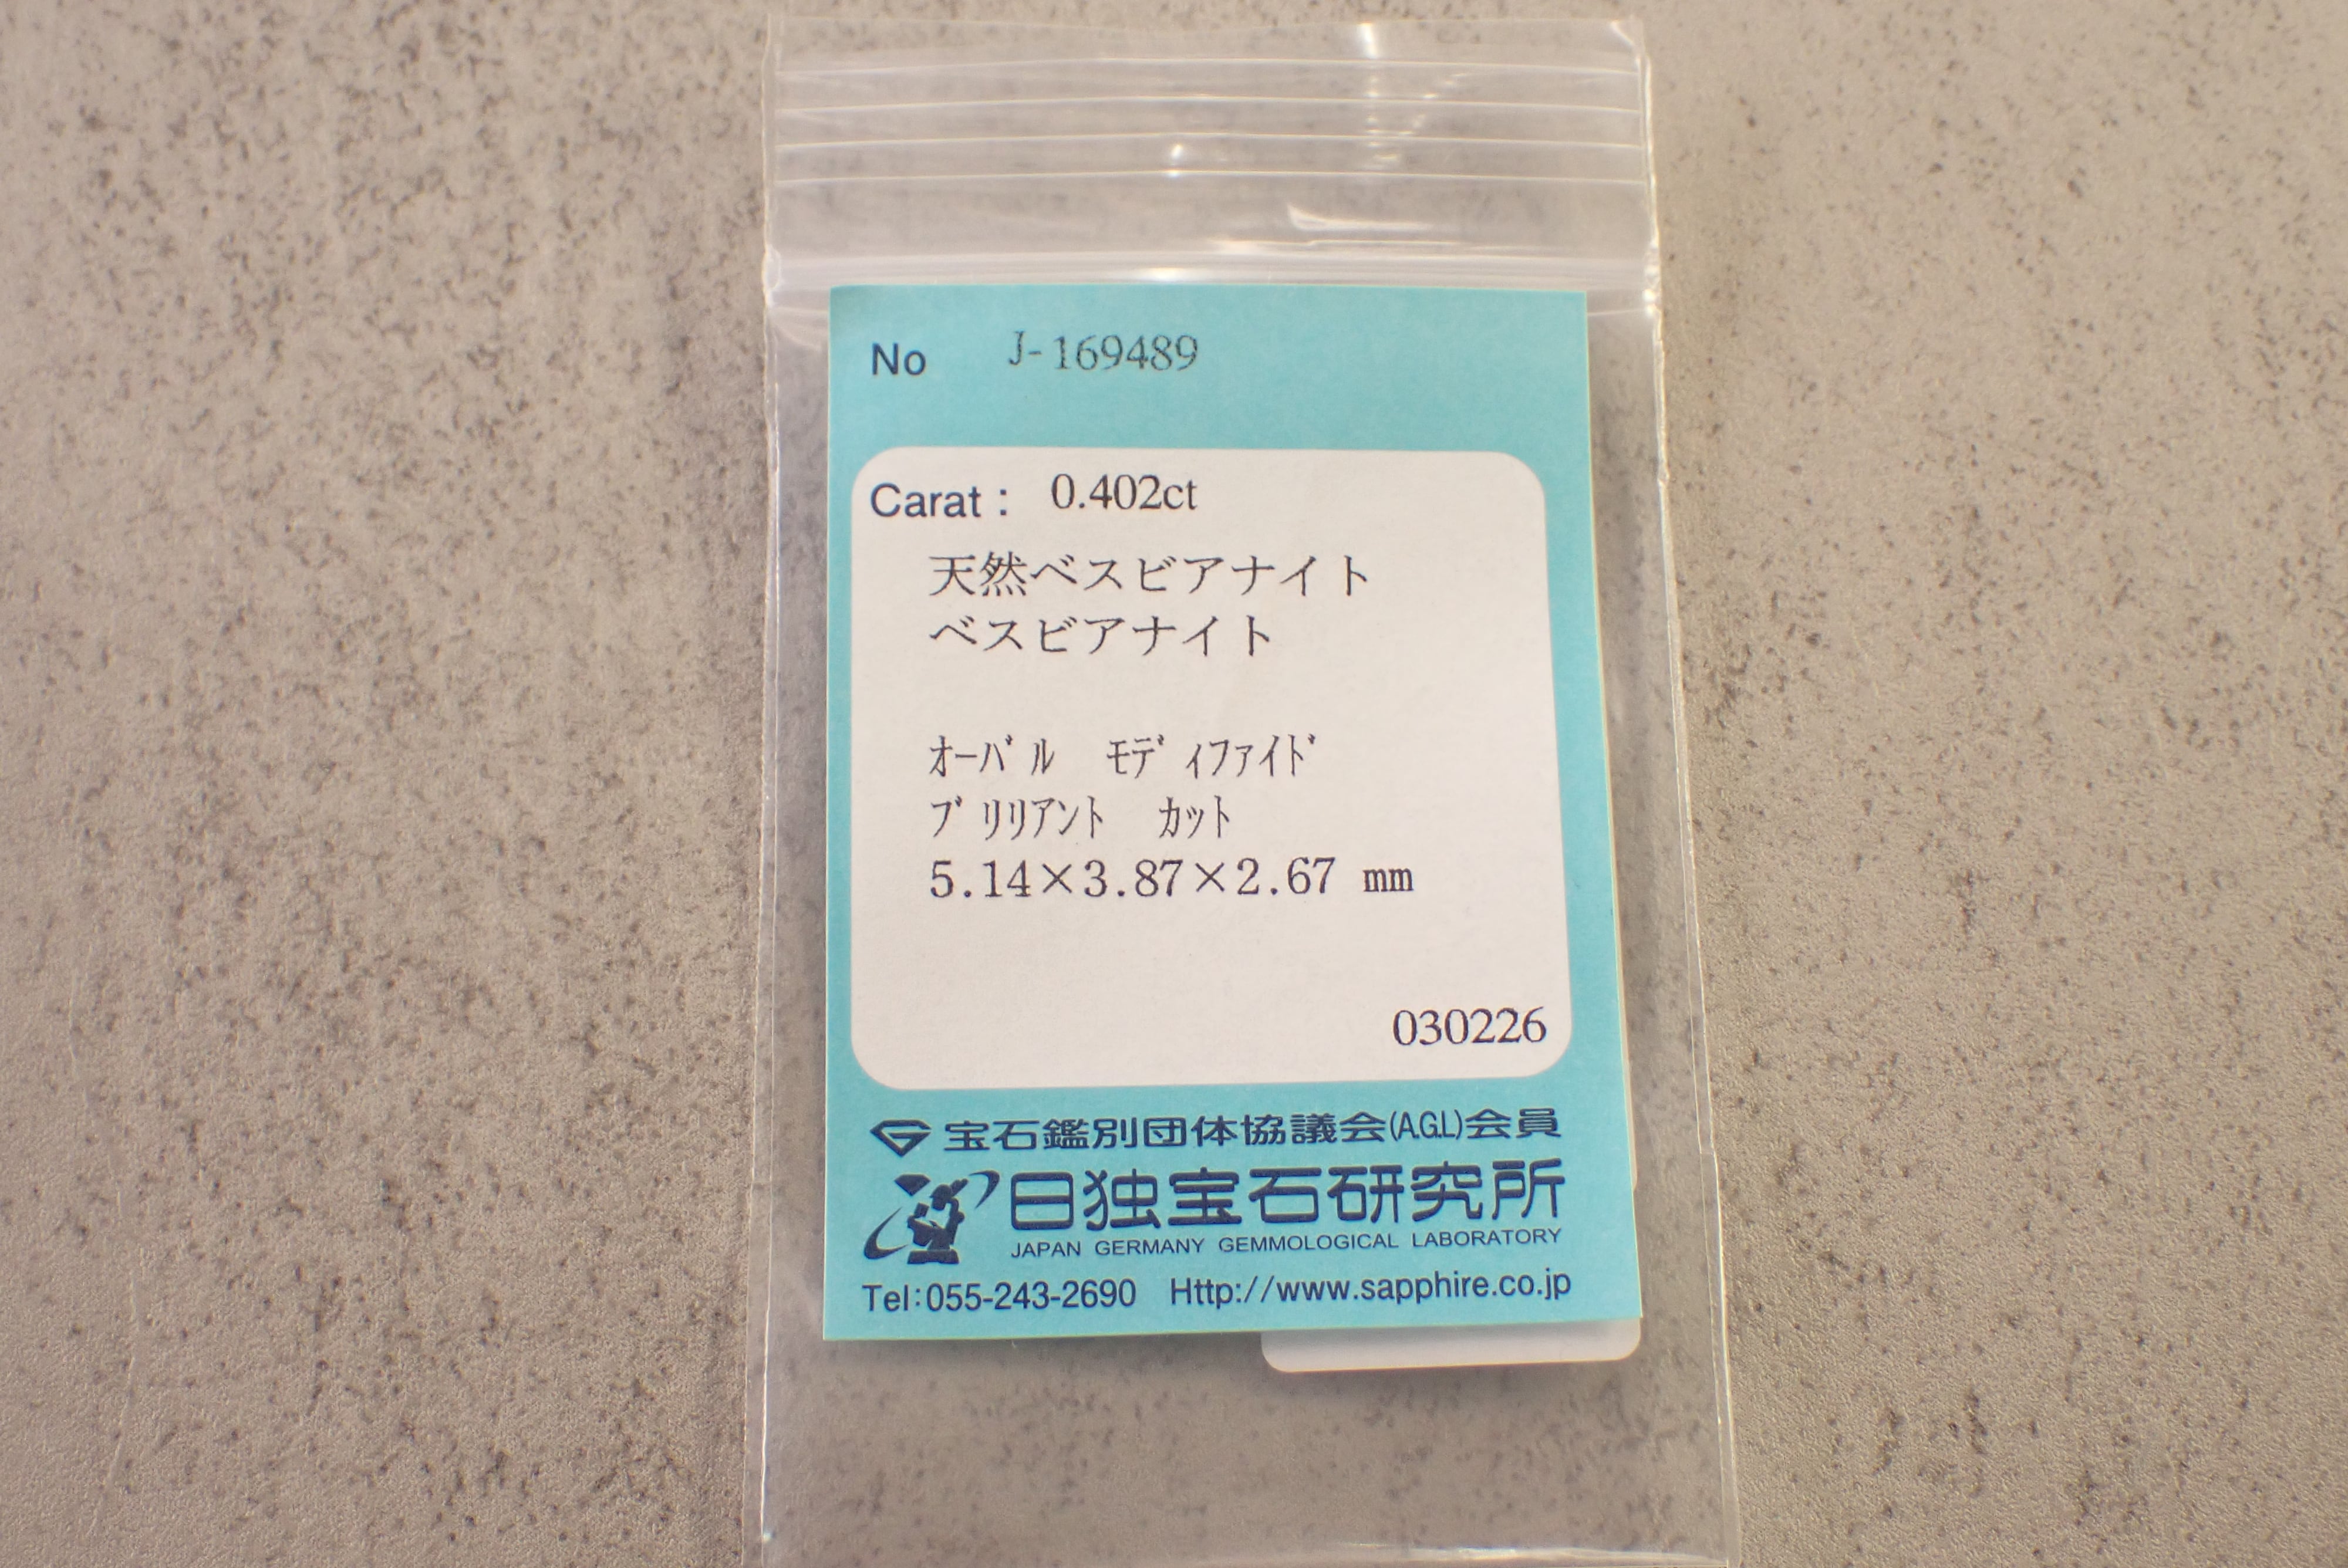 No J-169489
Carat : 0.402ct
天然ベスビアナイト
ベスビアナイト
ｵｰﾊﾞﾙ ﾓﾃﾞｨﾌｧｲﾄﾞ
ﾌﾞﾘﾘｱﾝﾄ ｶｯﾄ
5.14×3.87×2.67 mm
030226
宝石鑑別団体協議会(A.G.L)会員
日独宝石研究所
JAPAN GERMANY GEMMOLOGICAL LABORATORY
Tel:055-243-2690 Http://www.sapphire.co.jp